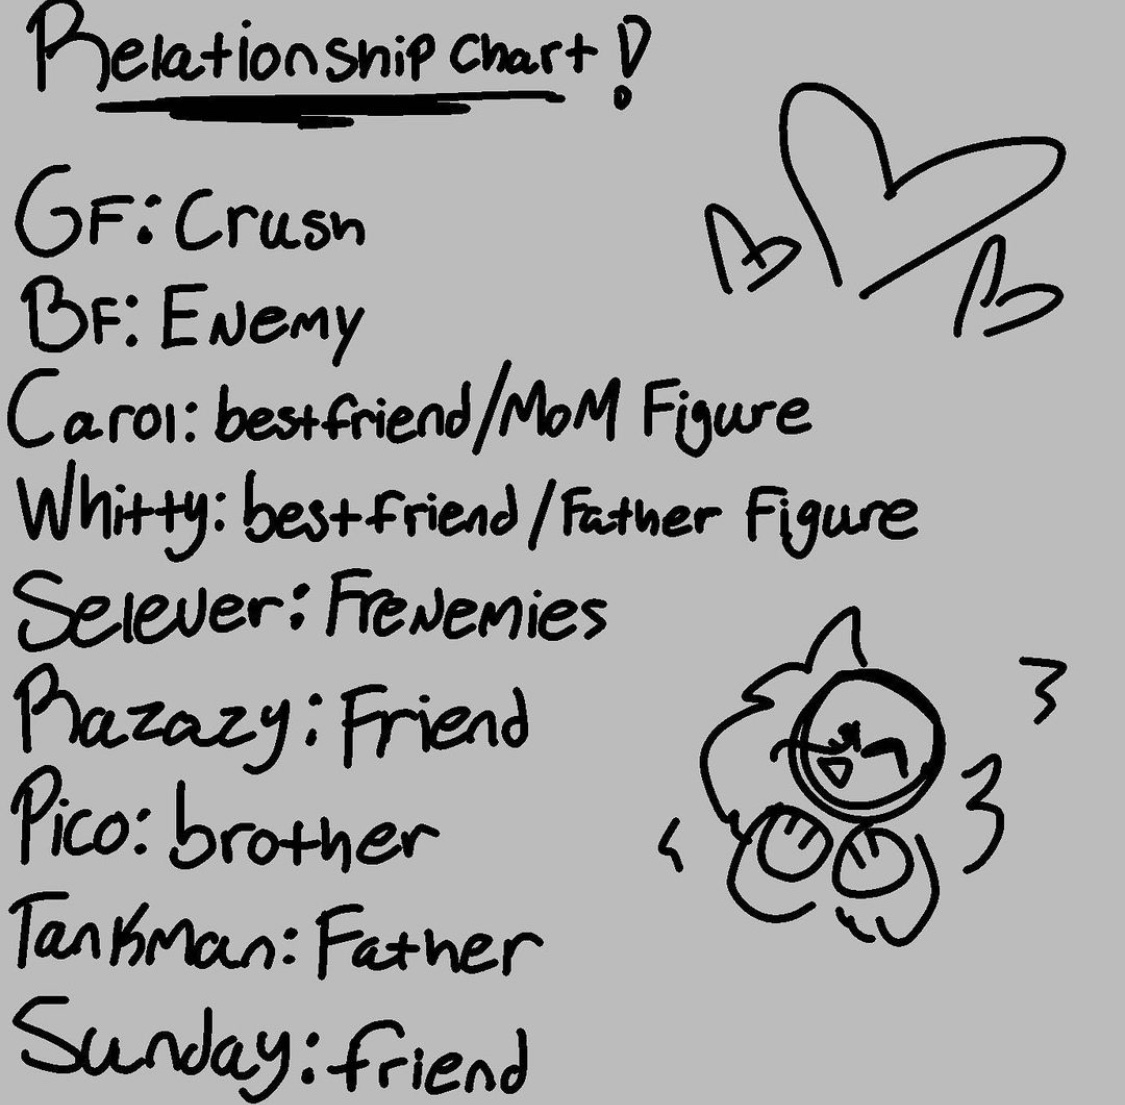 Relationship Chart!
GF: Crush
BF: Enemy
Carol: bestfriend/MoM Figure
Whitty: bestfriend/Father Figure
Selever: Frenemies
Razazy: Friend
Pico: brother
Tankman: Father
Sunday: friend